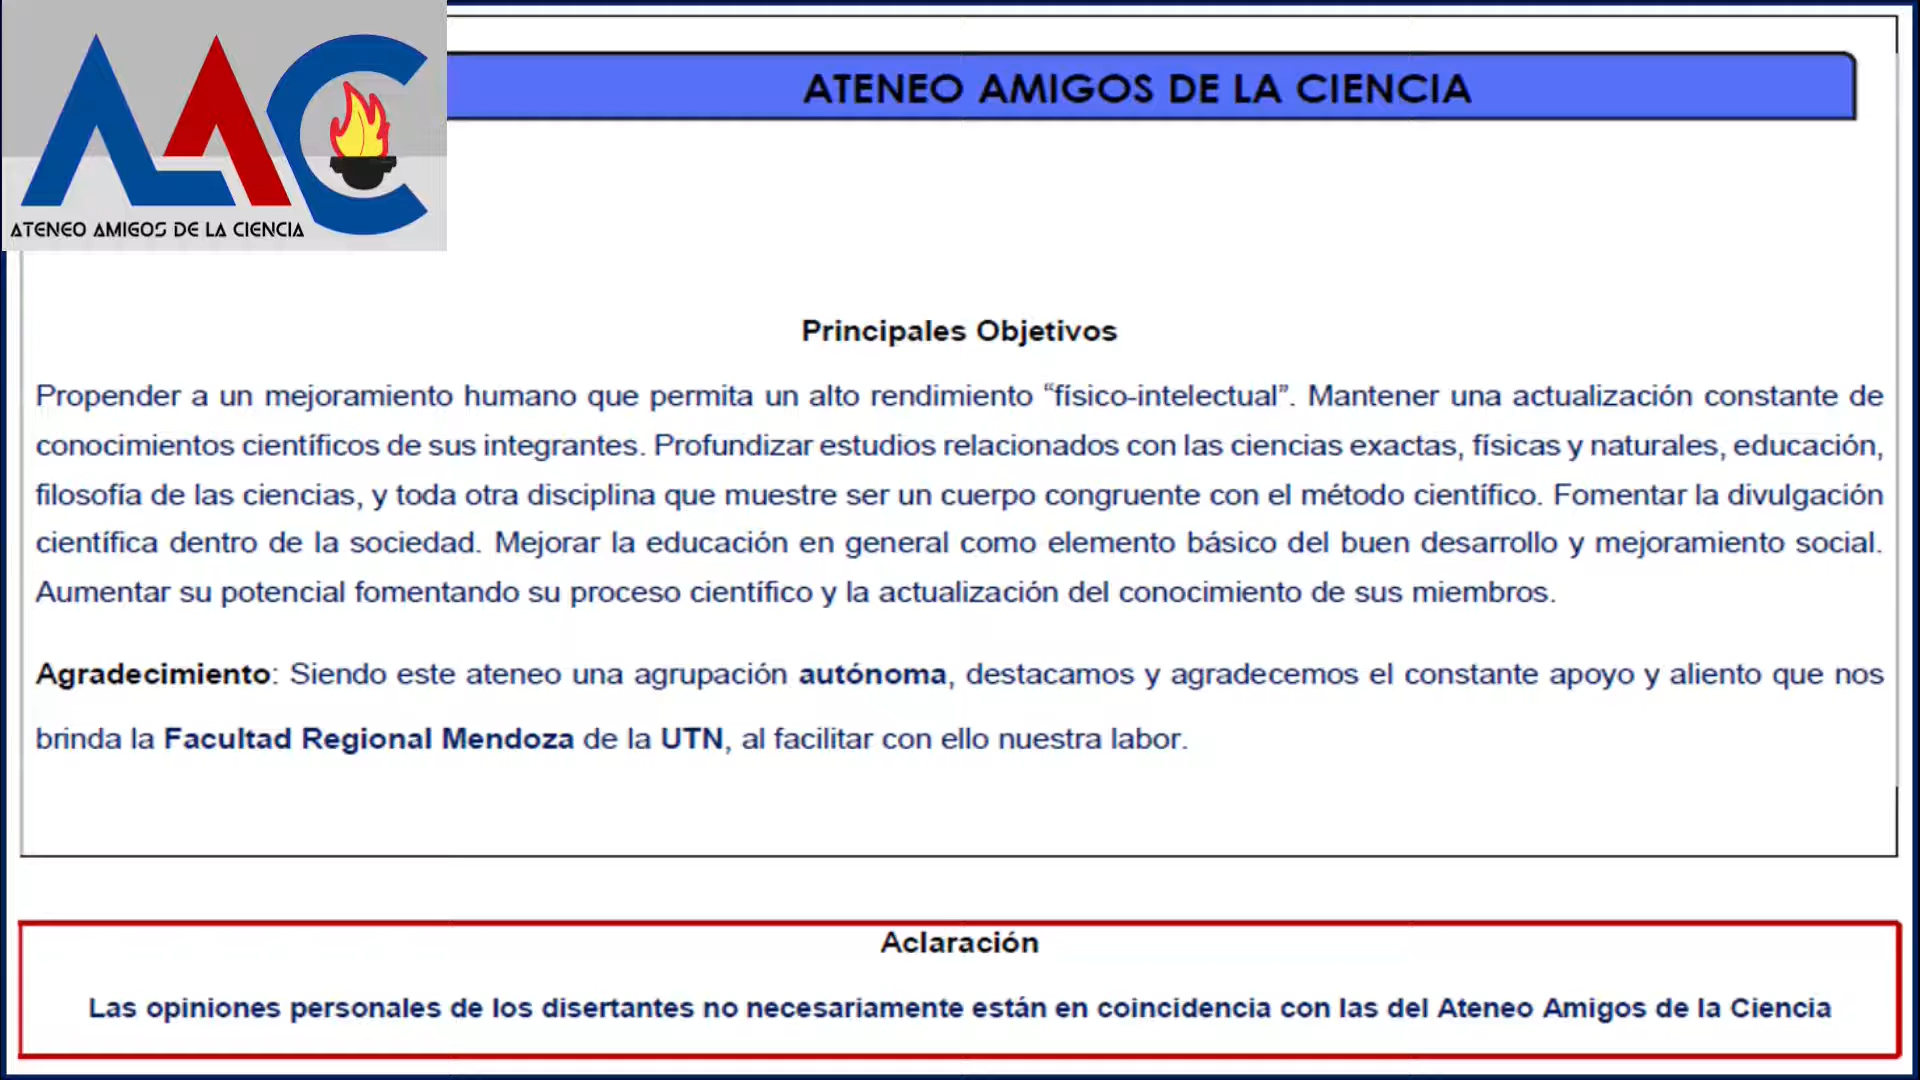 AAC
ATENEO AMIGOS DE LA CIENCIA
ATENEO AMIGOS DE LA CIENCIA
Principales Objetivos
Propender a un mejoramiento humano que permita un alto rendimiento “físico-intelectual”. Mantener una actualización constante de
conocimientos científicos de sus integrantes. Profundizar estudios relacionados con las ciencias exactas, físicas y naturales, educación,
filosofía de las ciencias, y toda otra disciplina que muestre ser un cuerpo congruente con el método científico. Fomentar la divulgación
científica dentro de la sociedad. Mejorar la educación en general como elemento básico del buen desarrollo y mejoramiento social.
Aumentar su potencial fomentando su proceso científico y la actualización del conocimiento de sus miembros.
Agradecimiento: Siendo este ateneo una agrupación autónoma, destacamos y agradecemos el constante apoyo y aliento que nos
brinda la Facultad Regional Mendoza de la UTN, al facilitar con ello nuestra labor.
Aclaración
Las opiniones personales de los disertantes no necesariamente están en coincidencia con las del Ateneo Amigos de la Ciencia